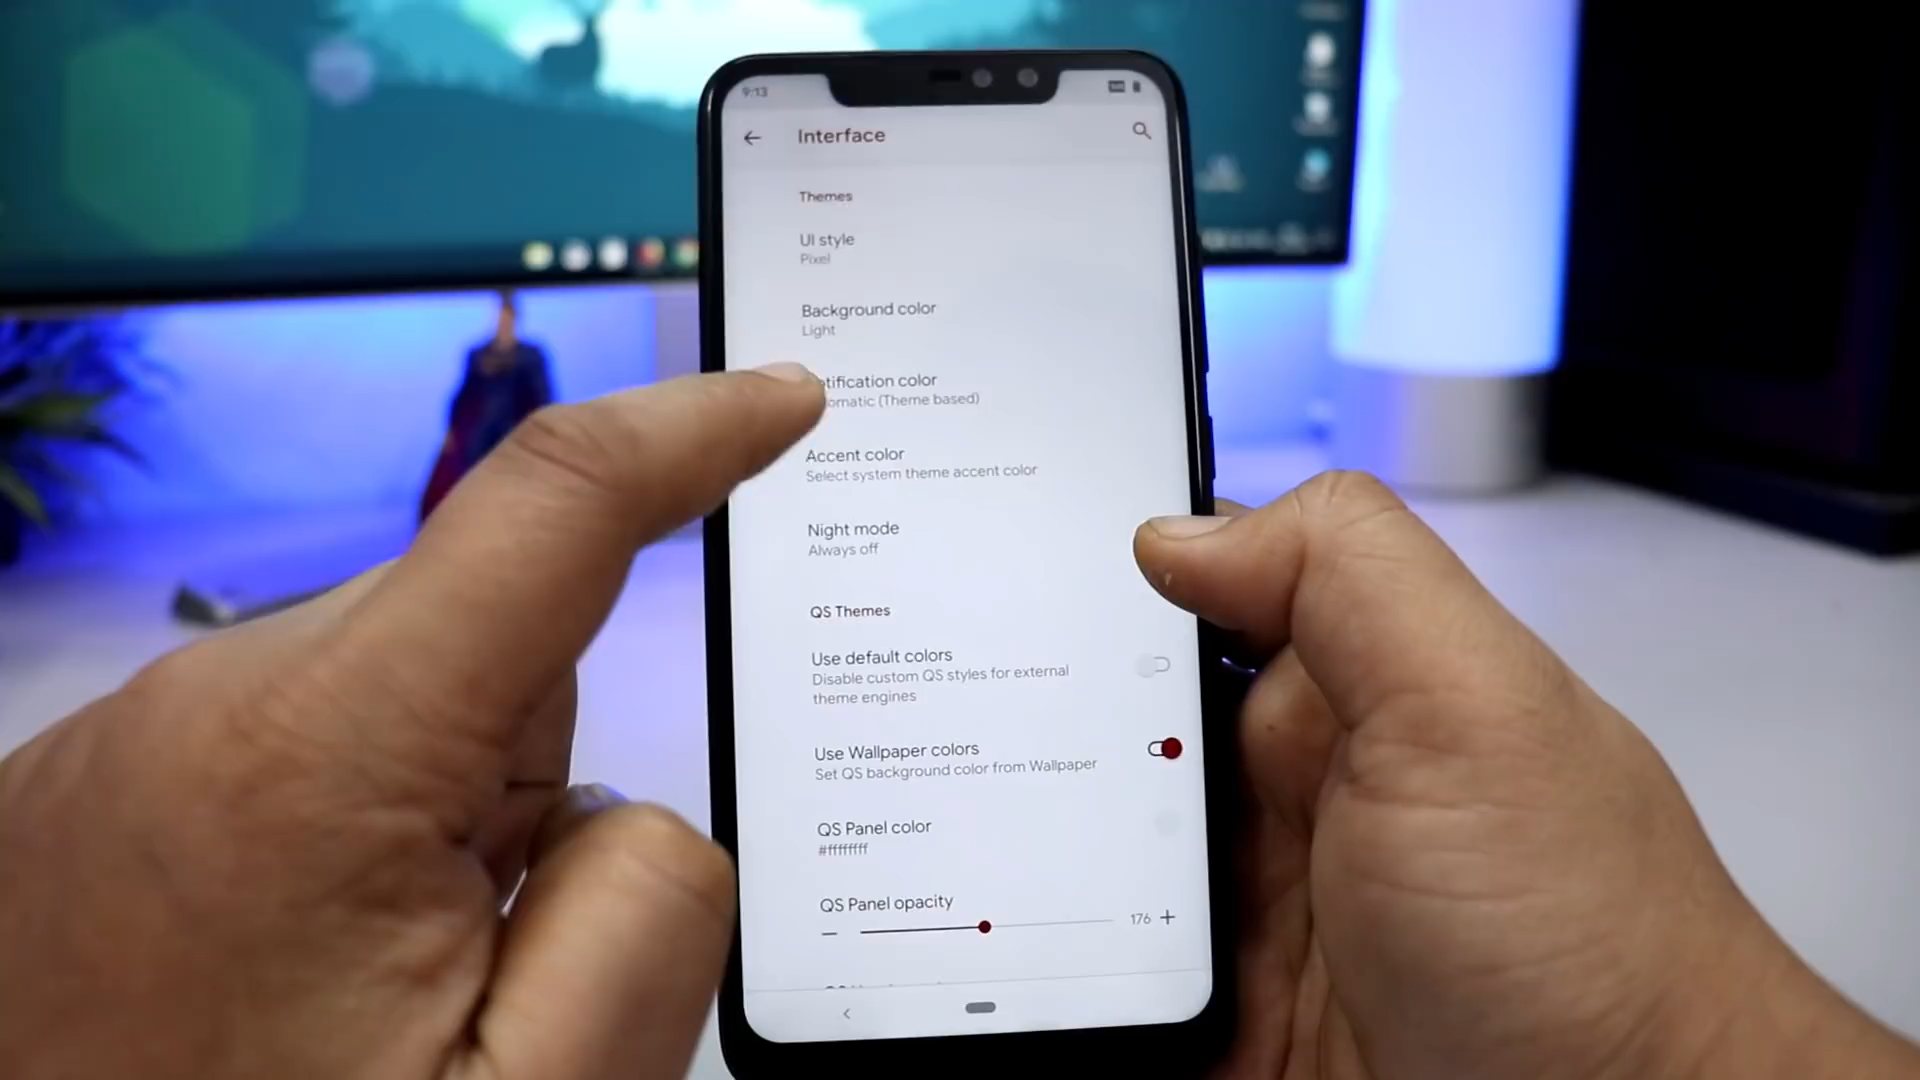 9:13
Interface
Themes
UI style
Pixel
Background color
Light
tification color
omatic (Theme based)
Accent color
Select system theme accent color
Night mode
Always off
QS Themes
Use default colors
Disable custom QS styles for external
theme engines
Use Wallpaper colors
Set QS background color from Wallpaper
QS Panel color
#ffffffff
QS Panel opacity
176